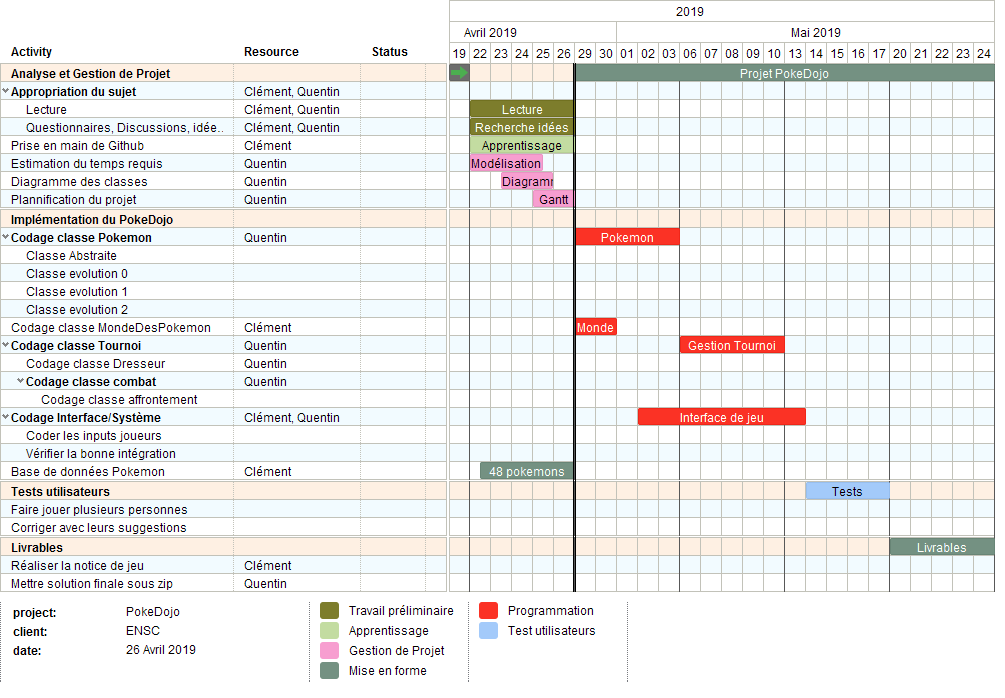 2019
Avril 2019 Mai 2019
Activity Resource Status 19 22 23 24 25 26 29 30 01 02 03 06 07 08 09 10 13 14 15 16 17 20 21 22 23 24
Analyse et Gestion de Projet Projet PokeDojo
Appropriation du sujet Clément, Quentin
Lecture Clément, Quentin Lecture
Questionnaires, Discussions, idée.. Clément, Quentin Recherche idées
Prise en main de Github Clément Apprentissage
Estimation du temps requis Quentin Modélisation
Diagramme des classes Quentin Diagramr
Plannification du projet Quentin Gantt
Implémentation du PokeDojo
Codage classe Pokemon Quentin Pokemon
Classe Abstraite
Classe evolution 0
Classe evolution 1
Classe evolution 2
Codage classe MondeDesPokemon Clément Monde
Codage classe Tournoi Quentin Gestion Tournoi
Codage classe Dresseur Quentin
Codage classe combat Quentin
Codage classe affrontement
Codage Interface/Système Clément, Quentin Interface de jeu
Coder les inputs joueurs
Vérifier la bonne intégration
Base de données Pokemon Clément 48 pokemons
Tests utilisateurs Tests
Faire jouer plusieurs personnes
Corriger avec leurs suggestions
Livrables Livrables
Réaliser la notice de jeu Clément
Mettre solution finale sous zip Quentin
project: PokeDojo Travail préliminaire Programmation
client: ENSC Apprentissage Test utilisateurs
date: 26 Avril 2019 Gestion de Projet
Mise en forme